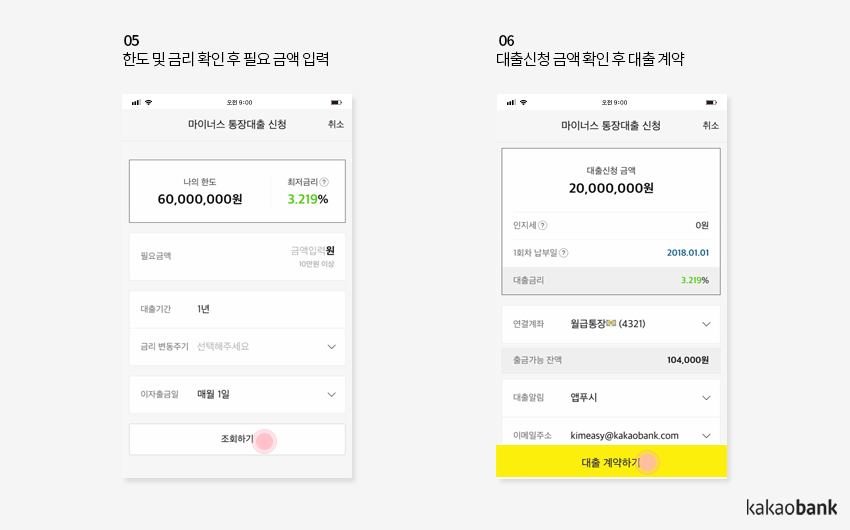 05
한도 및 금리 확인 후 필요 금액 입력
오전 9:00
마이너스 통장대출 신청 취소
나의 한도 최저금리 ?
60,000,000원 3.219%
필요금액 금액입력원
10만원 이상
대출기간 1년
금리 변동주기 선택해주세요
이자출금일 매월 1일
조회하기
06
대출신청 금액 확인 후 대출 계약
오전 9:00
마이너스 통장대출 신청 취소
대출신청 금액
20,000,000원
인지세 ? 0원
1회차 납부일 ? 2018.01.01
대출금리 3.219%
연결계좌 월급통장 (4321)
출금가능 잔액 104,000원
대출알림 앱푸시
이메일주소 kimeasy@kakaobank.com
대출 계약하기
kakaobank